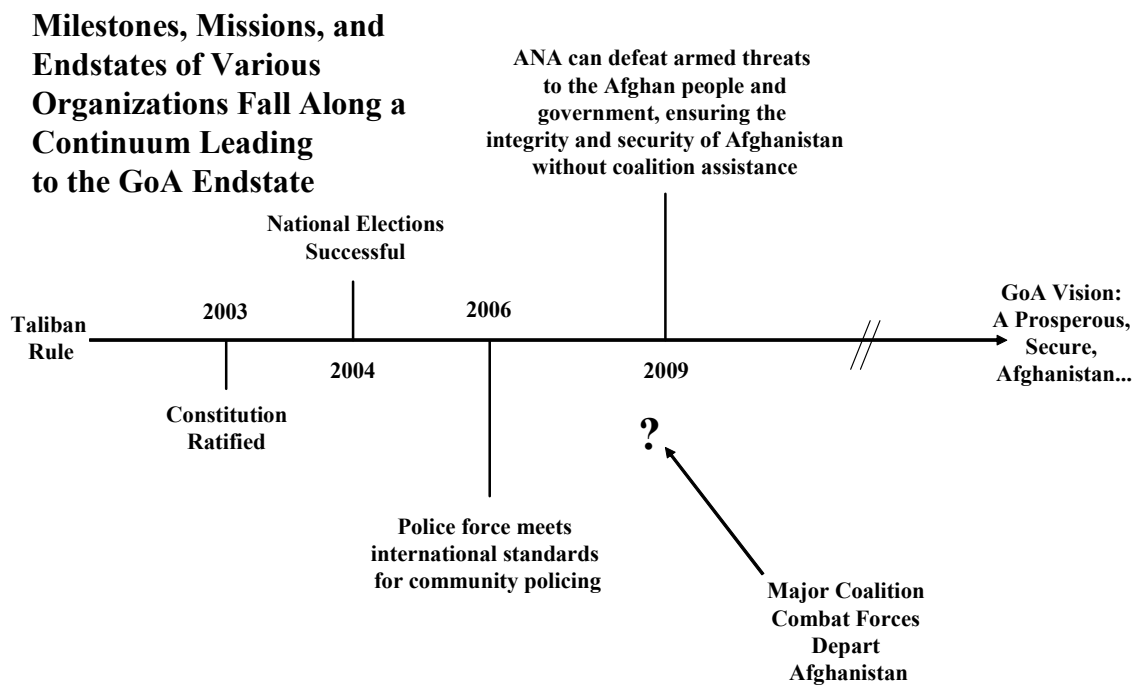 Milestones, Missions, and
Endstates of Various
Organizations Fall Along a
Continuum Leading
to the GoA Endstate
ANA can defeat armed threats
to the Afghan people and
government, ensuring the
integrity and security of Afghanistan
without coalition assistance
National Elections
Successful
Taliban
Rule
2003
2004
2006
2009
GoA Vision:
A Prosperous,
Secure,
Afghanistan...
Constitution
Ratified
?
Police force meets
international standards
for community policing
Major Coalition
Combat Forces
Depart
Afghanistan